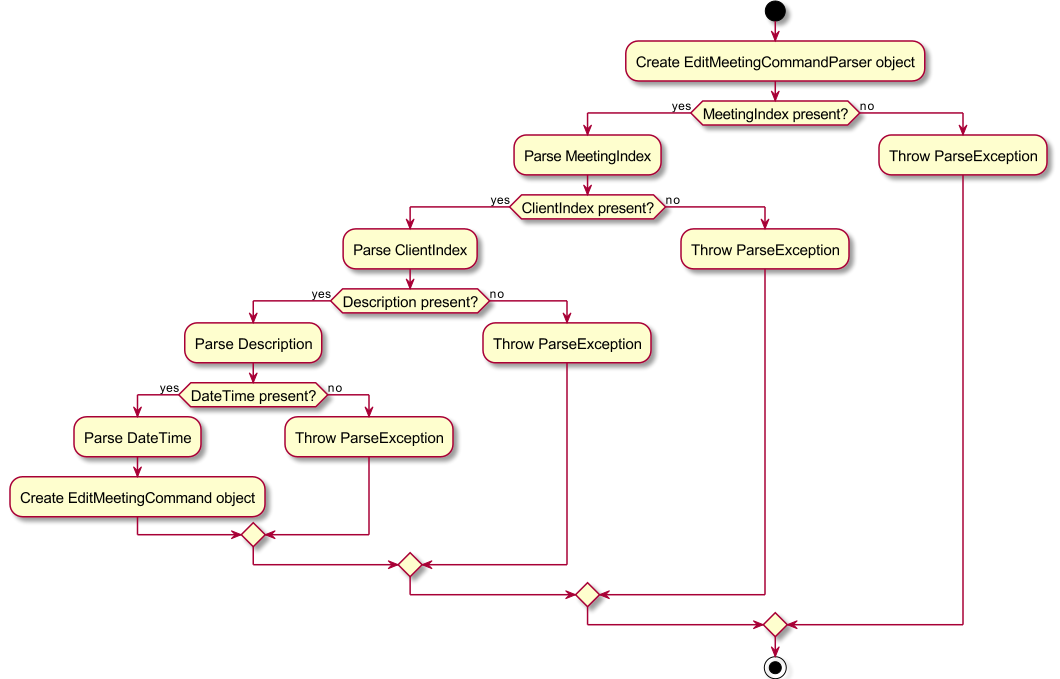 Create EditMeetingCommandParser object
yes
MeetingIndex present?
no
Parse MeetingIndex
Throw ParseException
yes
ClientIndex present?
no
Parse ClientIndex
Throw ParseException
yes
Description present?
no
Parse Description
Throw ParseException
yes
DateTime present?
no
Parse DateTime
Throw ParseException
Create EditMeetingCommand object